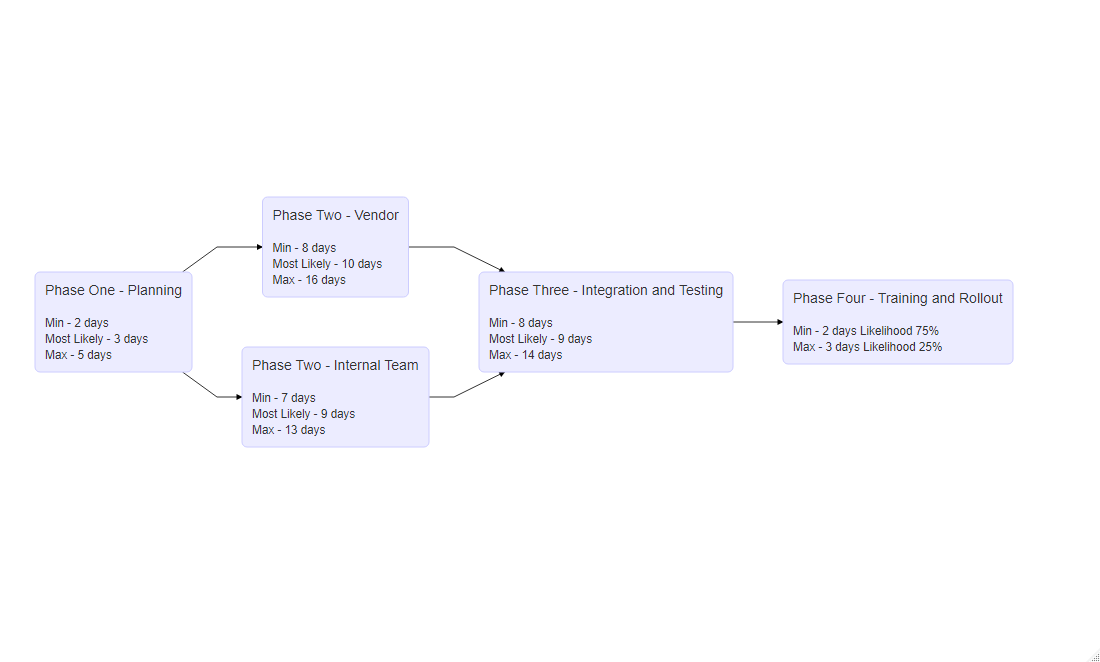 Phase One - Planning
Min - 2 days
Most Likely - 3 days
Max - 5 days
Phase Two - Vendor
Min - 8 days
Most Likely - 10 days
Max - 16 days
Phase Two - Internal Team
Min - 7 days
Most Likely - 9 days
Max - 13 days
Phase Three - Integration and Testing
Min - 8 days
Most Likely - 9 days
Max - 14 days
Phase Four - Training and Rollout
Min - 2 days Likelihood 75%
Max - 3 days Likelihood 25%